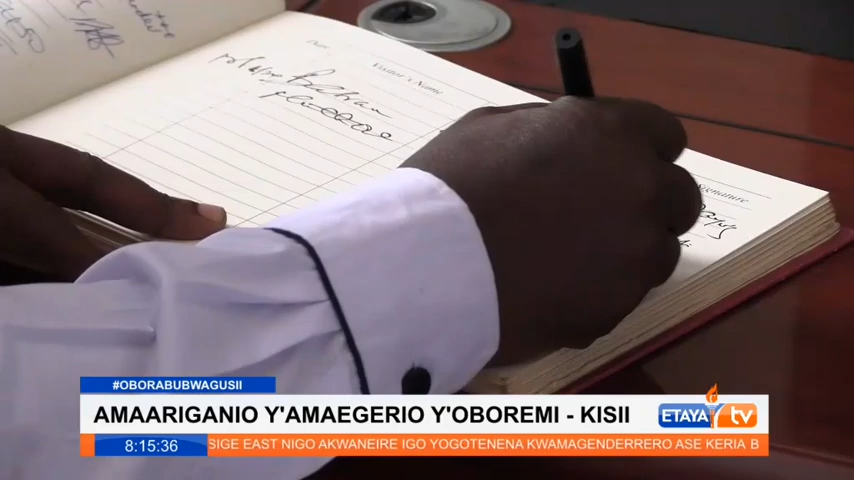 Date
Visitor's Name
Signature
#OBORABUBWAGUSII
AMAARIGANIO Y'AMAEGERIO Y'OBOREMI - KISII
ETAYA tv
8:15:36
SIGE EAST NIGO AKWANEIRE IGO YOGOTENENA KWAMAGENDERRERO ASE KERIA B